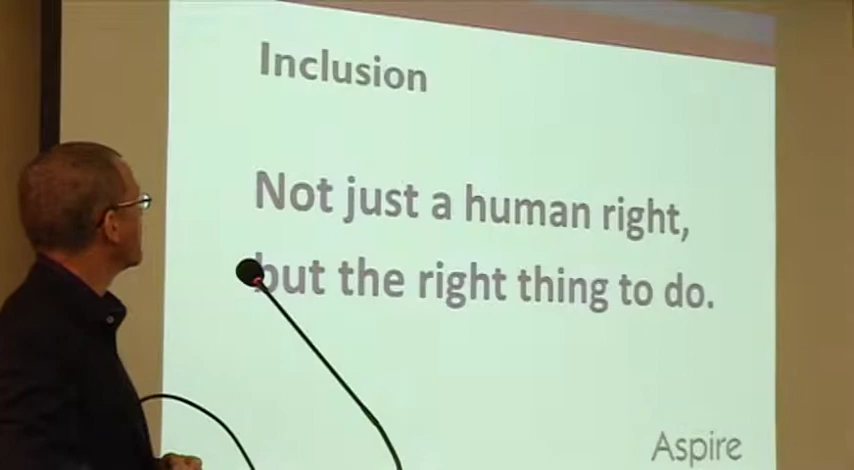 Inclusion
Not just a human right,
but the right thing to do.
Aspire